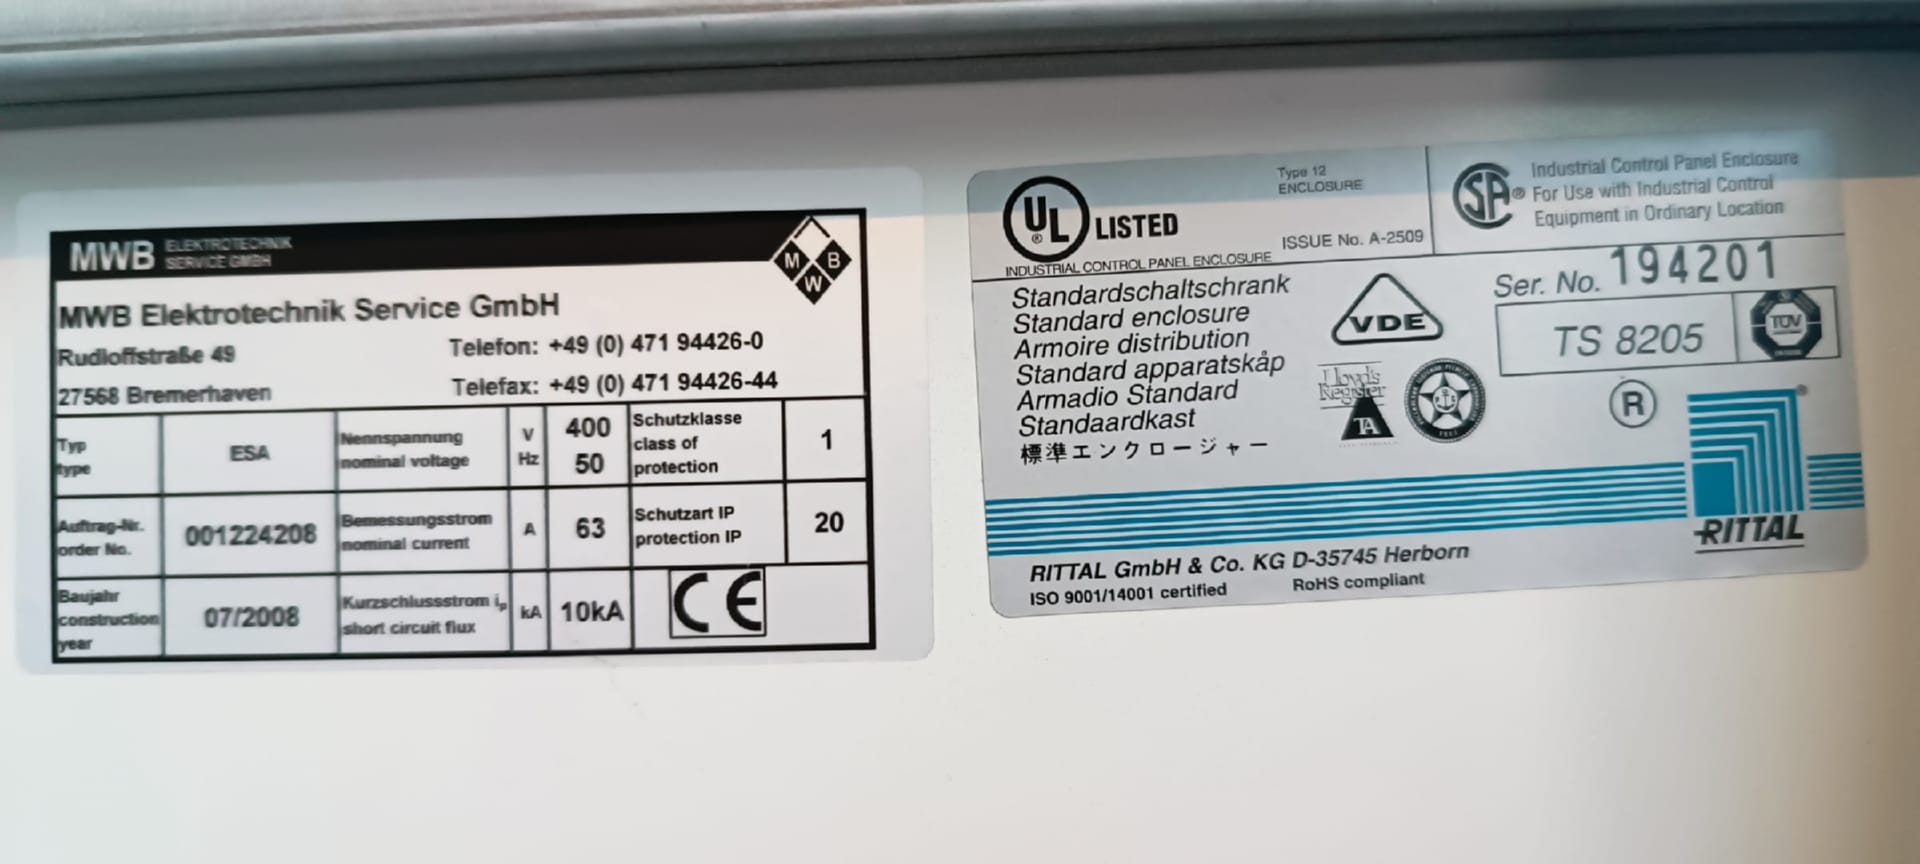 MWB ELEKTROTECHNIK
SERVICE GMBH
M B
W
MWB Elektrotechnik Service GmbH
Rudloffstraße 49 Telefon: +49 (0) 471 94426-0
27568 Bremerhaven Telefax: +49 (0) 471 94426-44
Typ
type
ESA
Nennspannung
nominal voltage
V
Hz
400
50
Schutzklasse
class of
protection
1
Auftrag-Nr.
order No.
001224208
Bemessungsstrom
nominal current
A
63
Schutzart IP
protection IP
20
Baujahr
construction
year
07/2008
Kurzschlussstrom ip
short circuit flux
kA
10kA
CE
UL ® LISTED
Type 12
ENCLOSURE
INDUSTRIAL CONTROL PANEL ENCLOSURE
ISSUE No. A-2509
SA®
Industrial Control Panel Enclosure
For Use with Industrial Control
Equipment in Ordinary Location
Standardschaltschrank
Standard enclosure
Armoire distribution
Standard apparatskåp
Armadio Standard
Standaardkast
標準エンクロージャー
VDE
Lloyd's
Register
TA
Ser. No. 194201
TS 8205
TÜV
R
®
RITTAL
RITTAL GmbH & Co. KG D-35745 Herborn
ISO 9001/14001 certified RoHS compliant